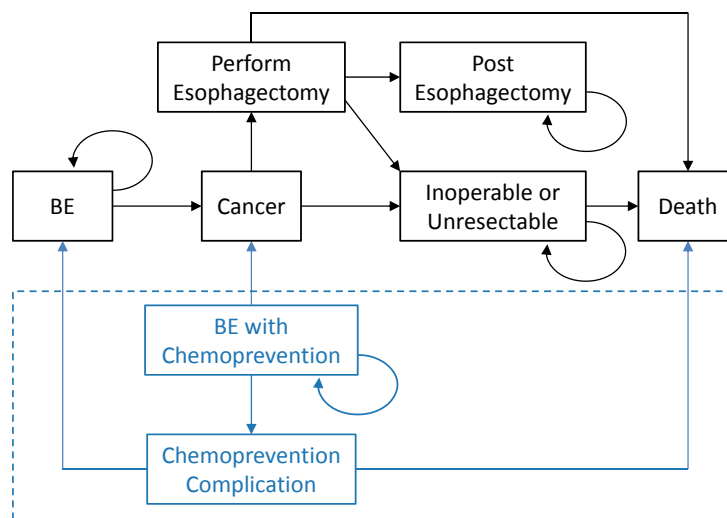 Perform
Esophagectomy
Post
Esophagectomy
BE
Cancer
Inoperable or
Unresectable
Death
BE with
Chemoprevention
Chemoprevention
Complication